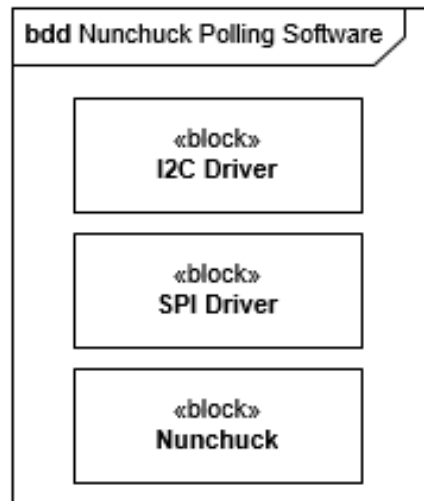 bdd Nunchuck Polling Software
«block»
I2C Driver
«block»
SPI Driver
«block»
Nunchuck